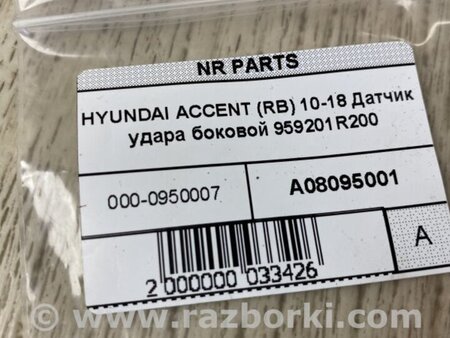 NR PARTS
HYUNDAI ACCENT (RB) 10-18 Датчик
удара боковой 959201R200
000-0950007
A08095001
A
2 000000 033426
© - www.razborki.com